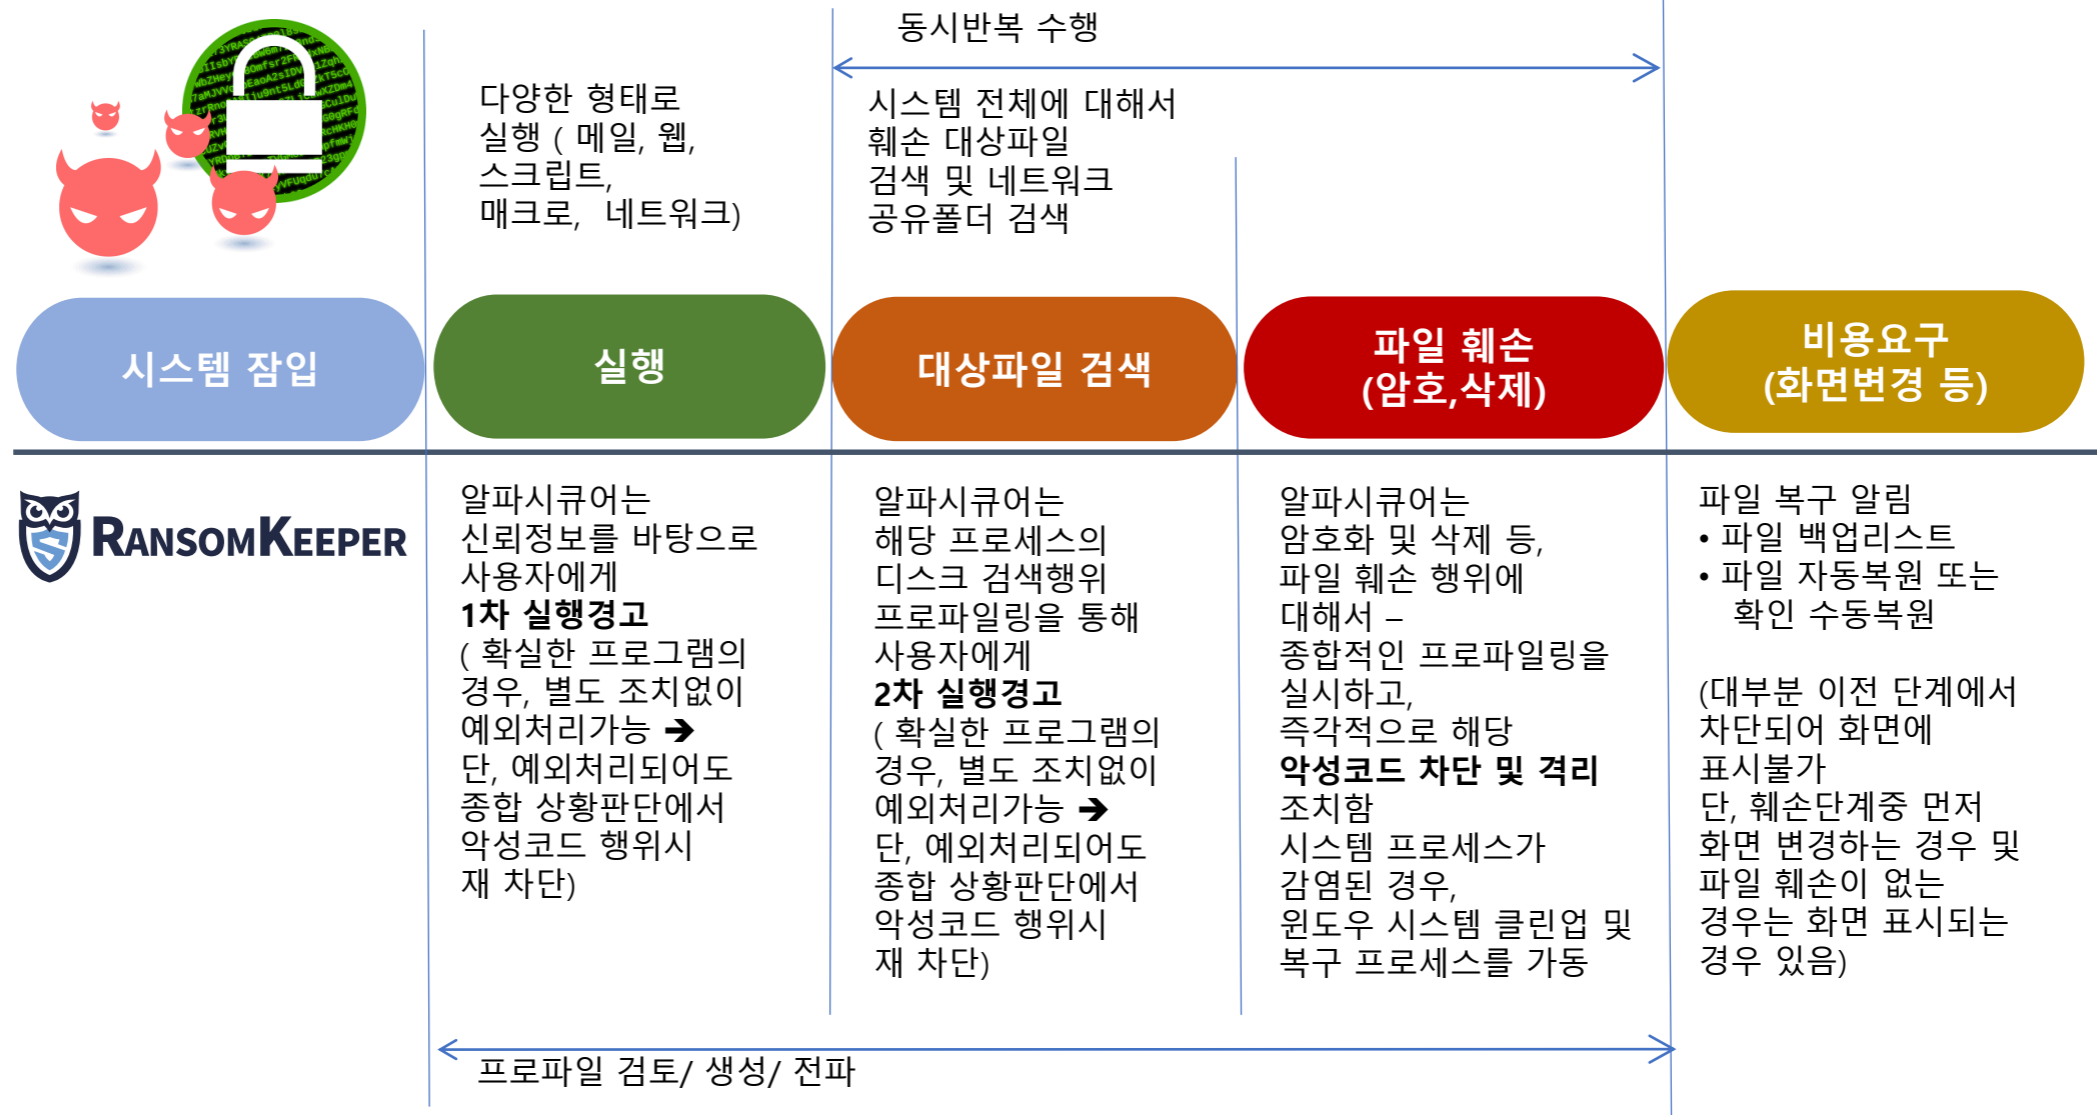 동시반복 수행
다양한 형태로
실행 ( 메일, 웹,
스크립트,
매크로,  네트워크)
시스템 전체에 대해서
훼손 대상파일
검색 및 네트워크
공유폴더 검색
시스템 잠입
실행
대상파일 검색
파일 훼손
(암호,삭제)
비용요구
(화면변경 등)
RANSOMKEEPER
알파시큐어는
신뢰정보를 바탕으로
사용자에게
1차 실행경고
( 확실한 프로그램의
경우, 별도 조치없이
예외처리가능 ➔
단, 예외처리되어도
종합 상황판단에서
악성코드 행위시
재 차단)
알파시큐어는
해당 프로세스의
디스크 검색행위
프로파일링을 통해
사용자에게
2차 실행경고
( 확실한 프로그램의
경우, 별도 조치없이
예외처리가능 ➔
단, 예외처리되어도
종합 상황판단에서
악성코드 행위시
재 차단)
알파시큐어는
암호화 및 삭제 등,
파일 훼손 행위에
대해서 –
종합적인 프로파일링을
실시하고,
즉각적으로 해당
악성코드 차단 및 격리
조치함
시스템 프로세스가
감염된 경우,
윈도우 시스템 클린업 및
복구 프로세스를 가동
파일 복구 알림
• 파일 백업리스트
• 파일 자동복원 또는
확인 수동복원
(대부분 이전 단계에서
차단되어 화면에
표시불가
단, 훼손단계중 먼저
화면 변경하는 경우 및
파일 훼손이 없는
경우는 화면 표시되는
경우 있음)
프로파일 검토/ 생성/ 전파